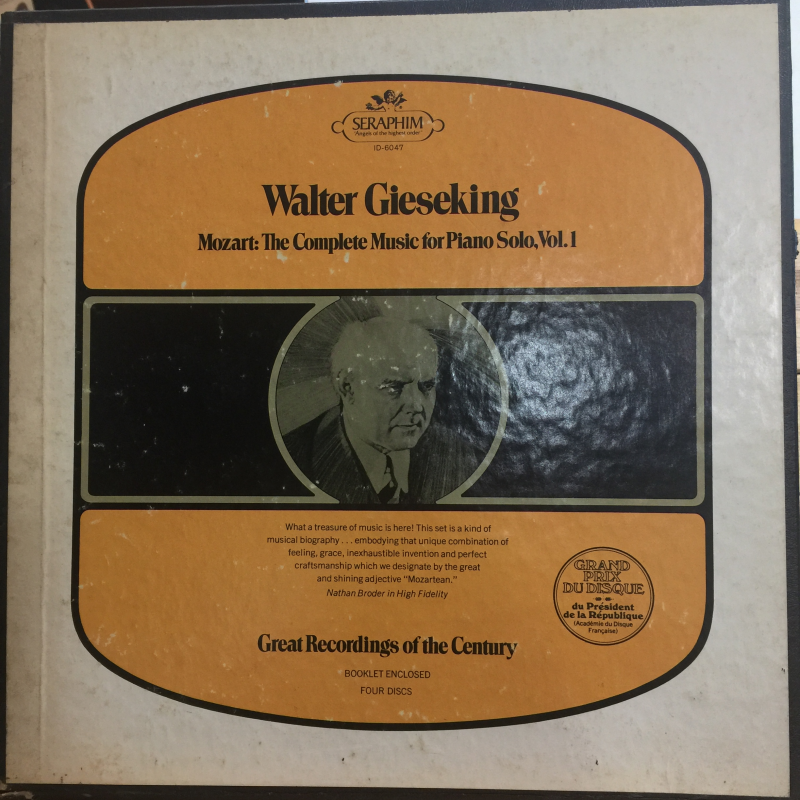 SERAPHIM
"Angels of the highest order"
ID-6047
Walter Gieseking
Mozart: The Complete Music for Piano Solo, Vol. 1
What a treasure of music is here! This set is a kind of
musical biography . . . embodying that unique combination of
feeling, grace, inexhaustible invention and perfect
craftsmanship which we designate by the great
and shining adjective "Mozartean."
Nathan Broder in High Fidelity
GRAND
PRIX
DU DISQUE
du Président
de la République
(Académie du Disque
Française)
Great Recordings of the Century
BOOKLET ENCLOSED
FOUR DISCS